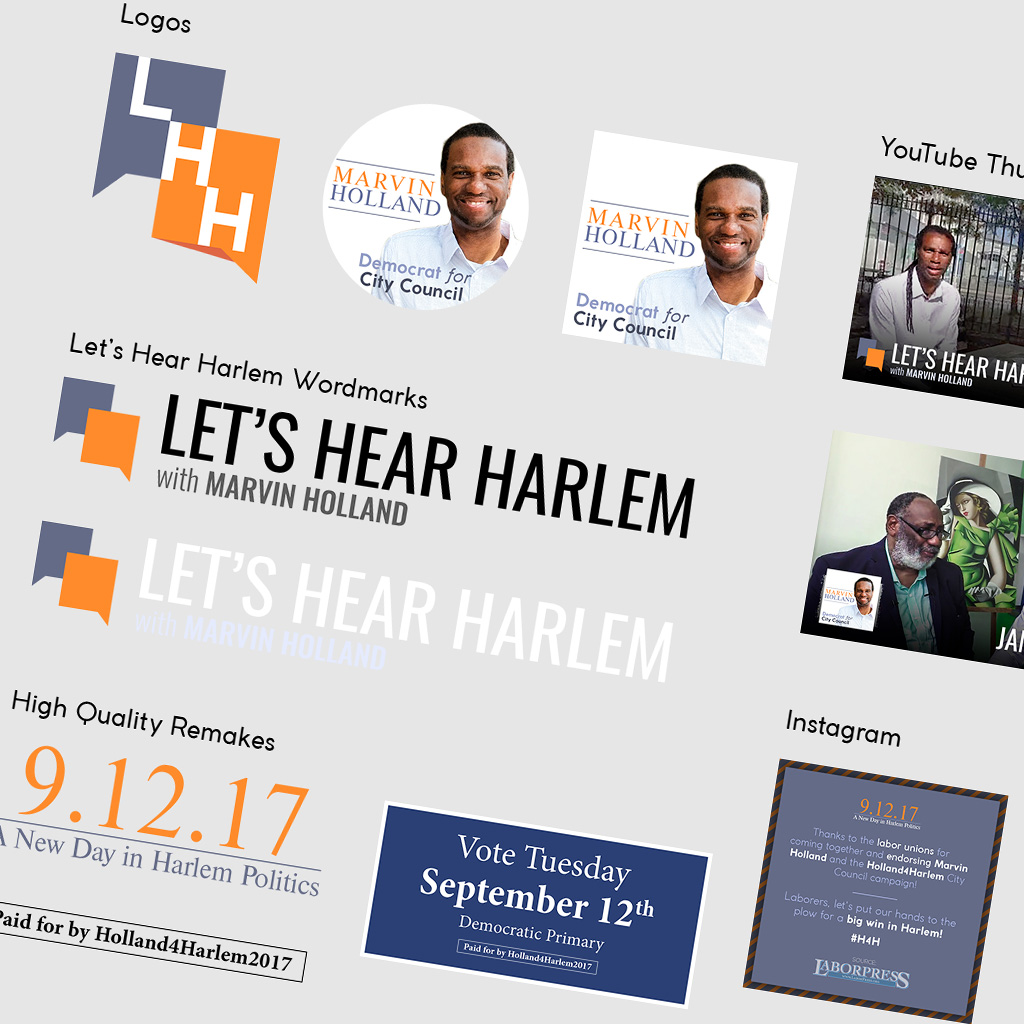 Logos
L
H
H
MARVIN
HOLLAND
Democrat for
City Council
MARVIN
HOLLAND
Democrat for
City Council
YouTube Thu
LET'S HEAR HAR
with MARVIN HOLLAND
Let's Hear Harlem Wordmarks
LET'S HEAR HARLEM
with MARVIN HOLLAND
LET'S HEAR HARLEM
with MARVIN HOLLAND
MARVIN
HOLLAND
Democrat for
City Council
JA
High Quality Remakes
9.12.17
A New Day in Harlem Politics
Paid for by Holland4Harlem2017
Vote Tuesday
September 12th
Democratic Primary
Paid for by Holland4Harlem2017
Instagram
9.12.17
A New Day in Harlem Politics
Thanks to the labor unions for
coming together and endorsing Marvin
Holland and the Holland4Harlem City
Council campaign!
Laborers, let's put our hands to the
plow for a big win in Harlem!
#H4H
SOURCE:
LABORPRESS